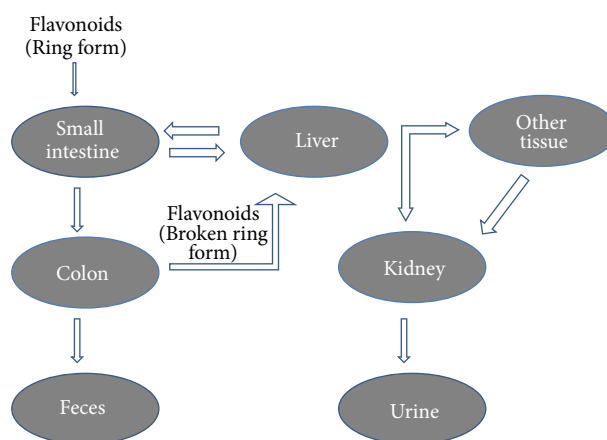 Flavonoids
(Ring form)
Small
intestine
Liver
Other
tissue
Flavonoids
(Broken ring
form)
Colon
Kidney
Feces
Urine